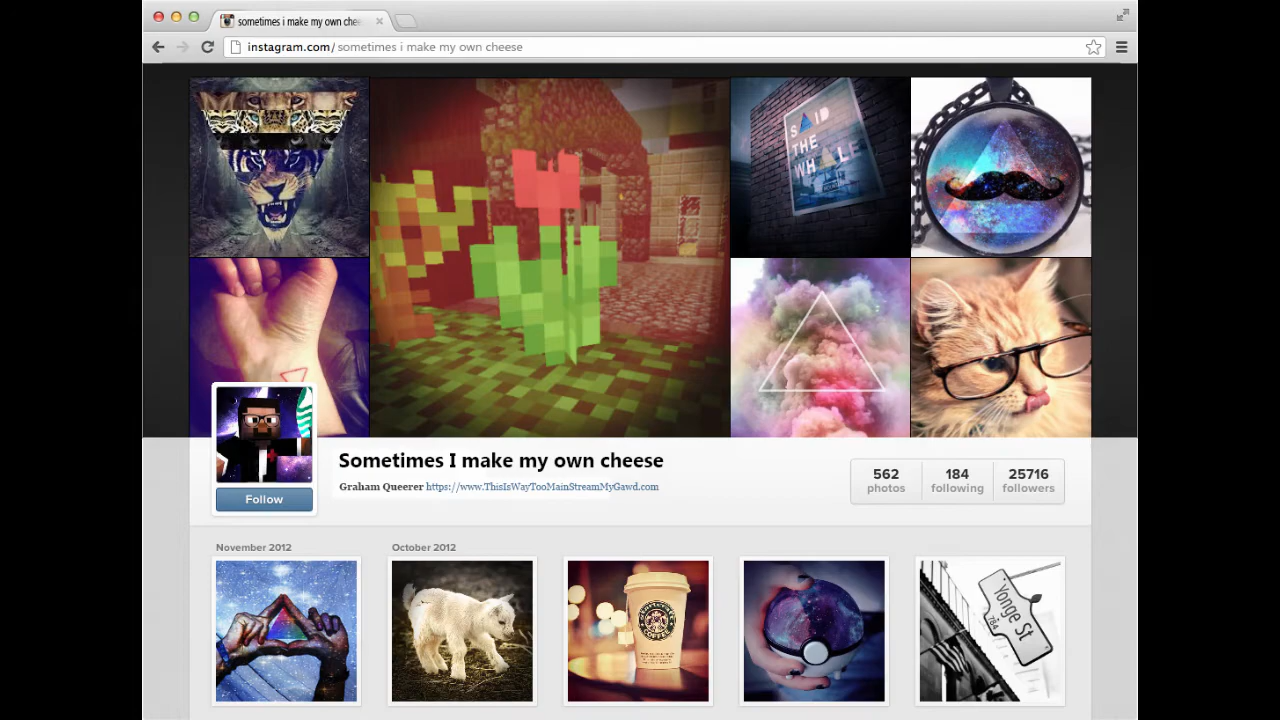 sometimes i make my own chee
instagram.com/sometimes i make my own cheese
SAID
THE
WHALE
Sometimes I make my own cheese
Graham Queerer https://www.ThisIsWayTooMainStreamMyGawd.com
Follow
562 184 25716
photos following followers
November 2012 October 2012
COFFEE
Yonge St
784